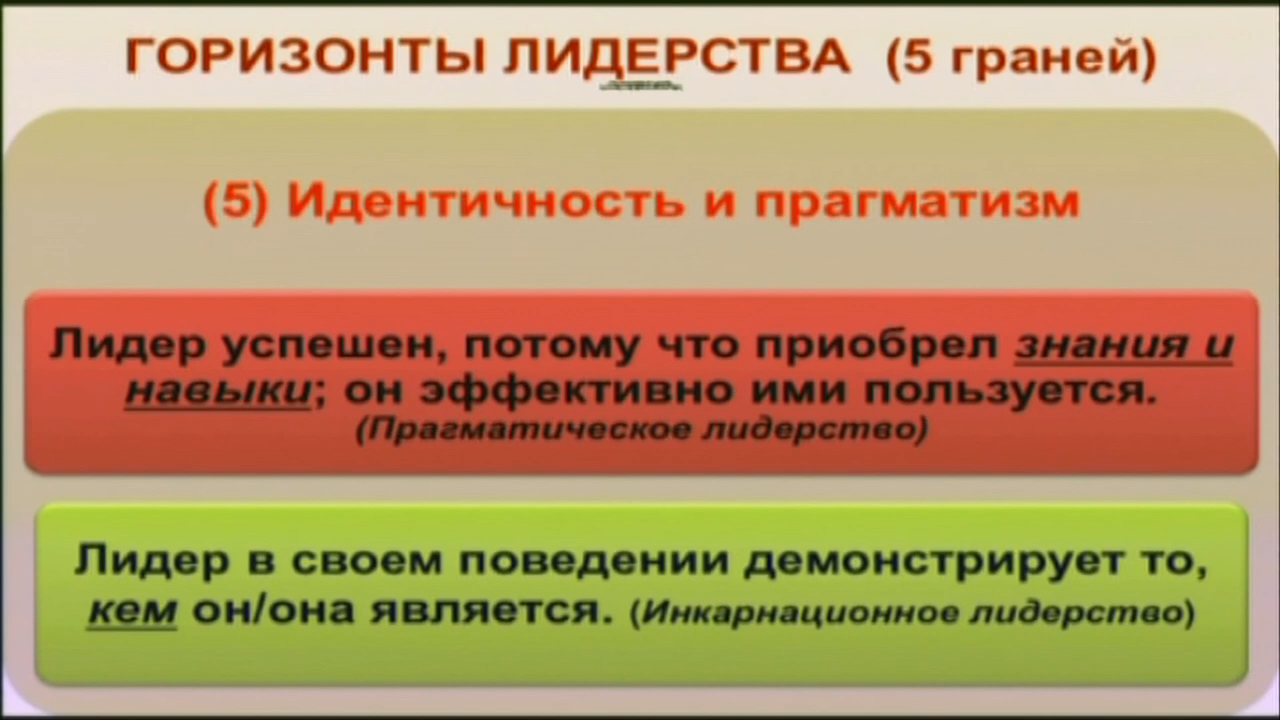 ГОРИЗОНТЫ ЛИДЕРСТВА (5 граней)
(5) Идентичность и прагматизм
Лидер успешен, потому что приобрел знания и
навыки; он эффективно ими пользуется.
(Прагматическое лидерство)
Лидер в своем поведении демонстрирует то,
кем он/она является. (Инкарнационное лидерство)